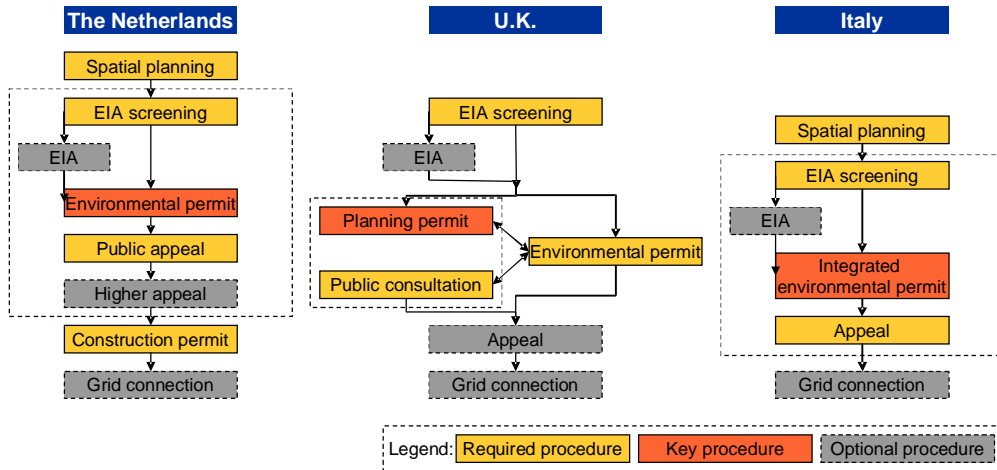 The Netherlands
Spatial planning
EIA screening
EIA
Environmental permit
Public appeal
Higher appeal
Construction permit
Grid connection
U.K.
EIA screening
EIA
Planning permit
Environmental permit
Public consultation
Appeal
Grid connection
Italy
Spatial planning
EIA screening
EIA
Integrated
environmental permit
Appeal
Grid connection
Legend: Required procedure Key procedure Optional procedure